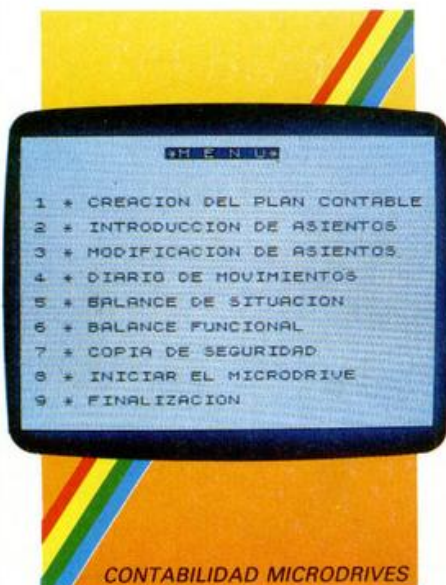 *M E N U*
1 * CREACION DEL PLAN CONTABLE
2 * INTRODUCCION DE ASIENTOS
3 * MODIFICACION DE ASIENTOS
4 * DIARIO DE MOVIMIENTOS
5 * BALANCE DE SITUACION
6 * BALANCE FUNCIONAL
7 * COPIA DE SEGURIDAD
8 * INICIAR EL MICRODRIVE
9 * FINALIZACION
CONTABILIDAD MICRODRIVES